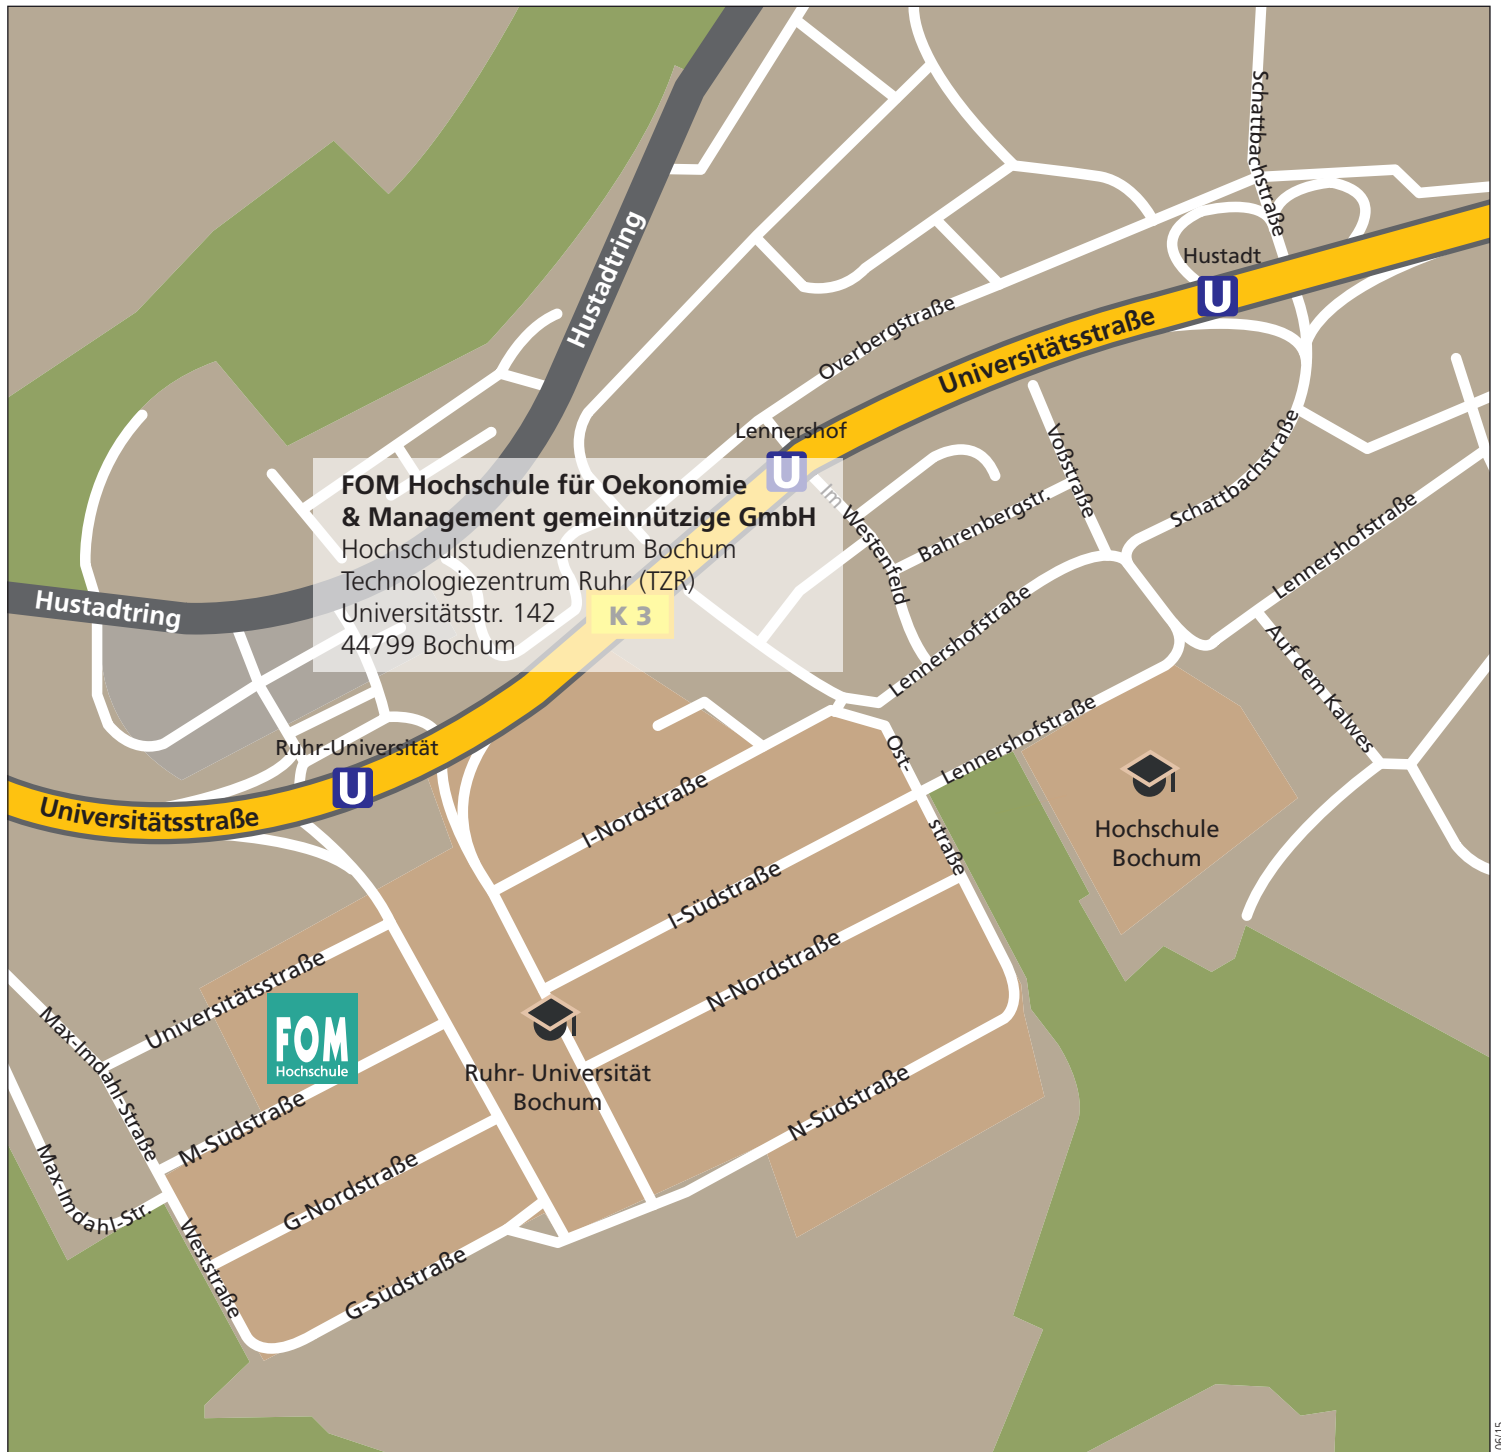 Schattbachstraße
Hustadtring
Hustadt
U
Universitätsstraße
Overbergstraße
Lennershof
U
Voßstraße
Schattbachstraße
Im Westenfeld
Bahrenbergstr.
Lennershofstraße
FOM Hochschule für Oekonomie
& Management gemeinnützige GmbH
Hochschulstudienzentrum Bochum
Technologiezentrum Ruhr (TZR)
Universitätsstr. 142
44799 Bochum
K 3
Hustadtring
Lennershofstraße
Auf dem Kalwes
Lennershofstraße
Ruhr-Universität
U
Universitätsstraße
Ost-
straße
I-Nordstraße
Hochschule
Bochum
I-Südstraße
N-Nordstraße
Universitätsstraße
FOM
Hochschule
Max-Imdahl-Straße
Ruhr- Universität
Bochum
M-Südstraße
N-Südstraße
Max-Imdahl-Str.
G-Nordstraße
Weststraße
G-Südstraße
06/15